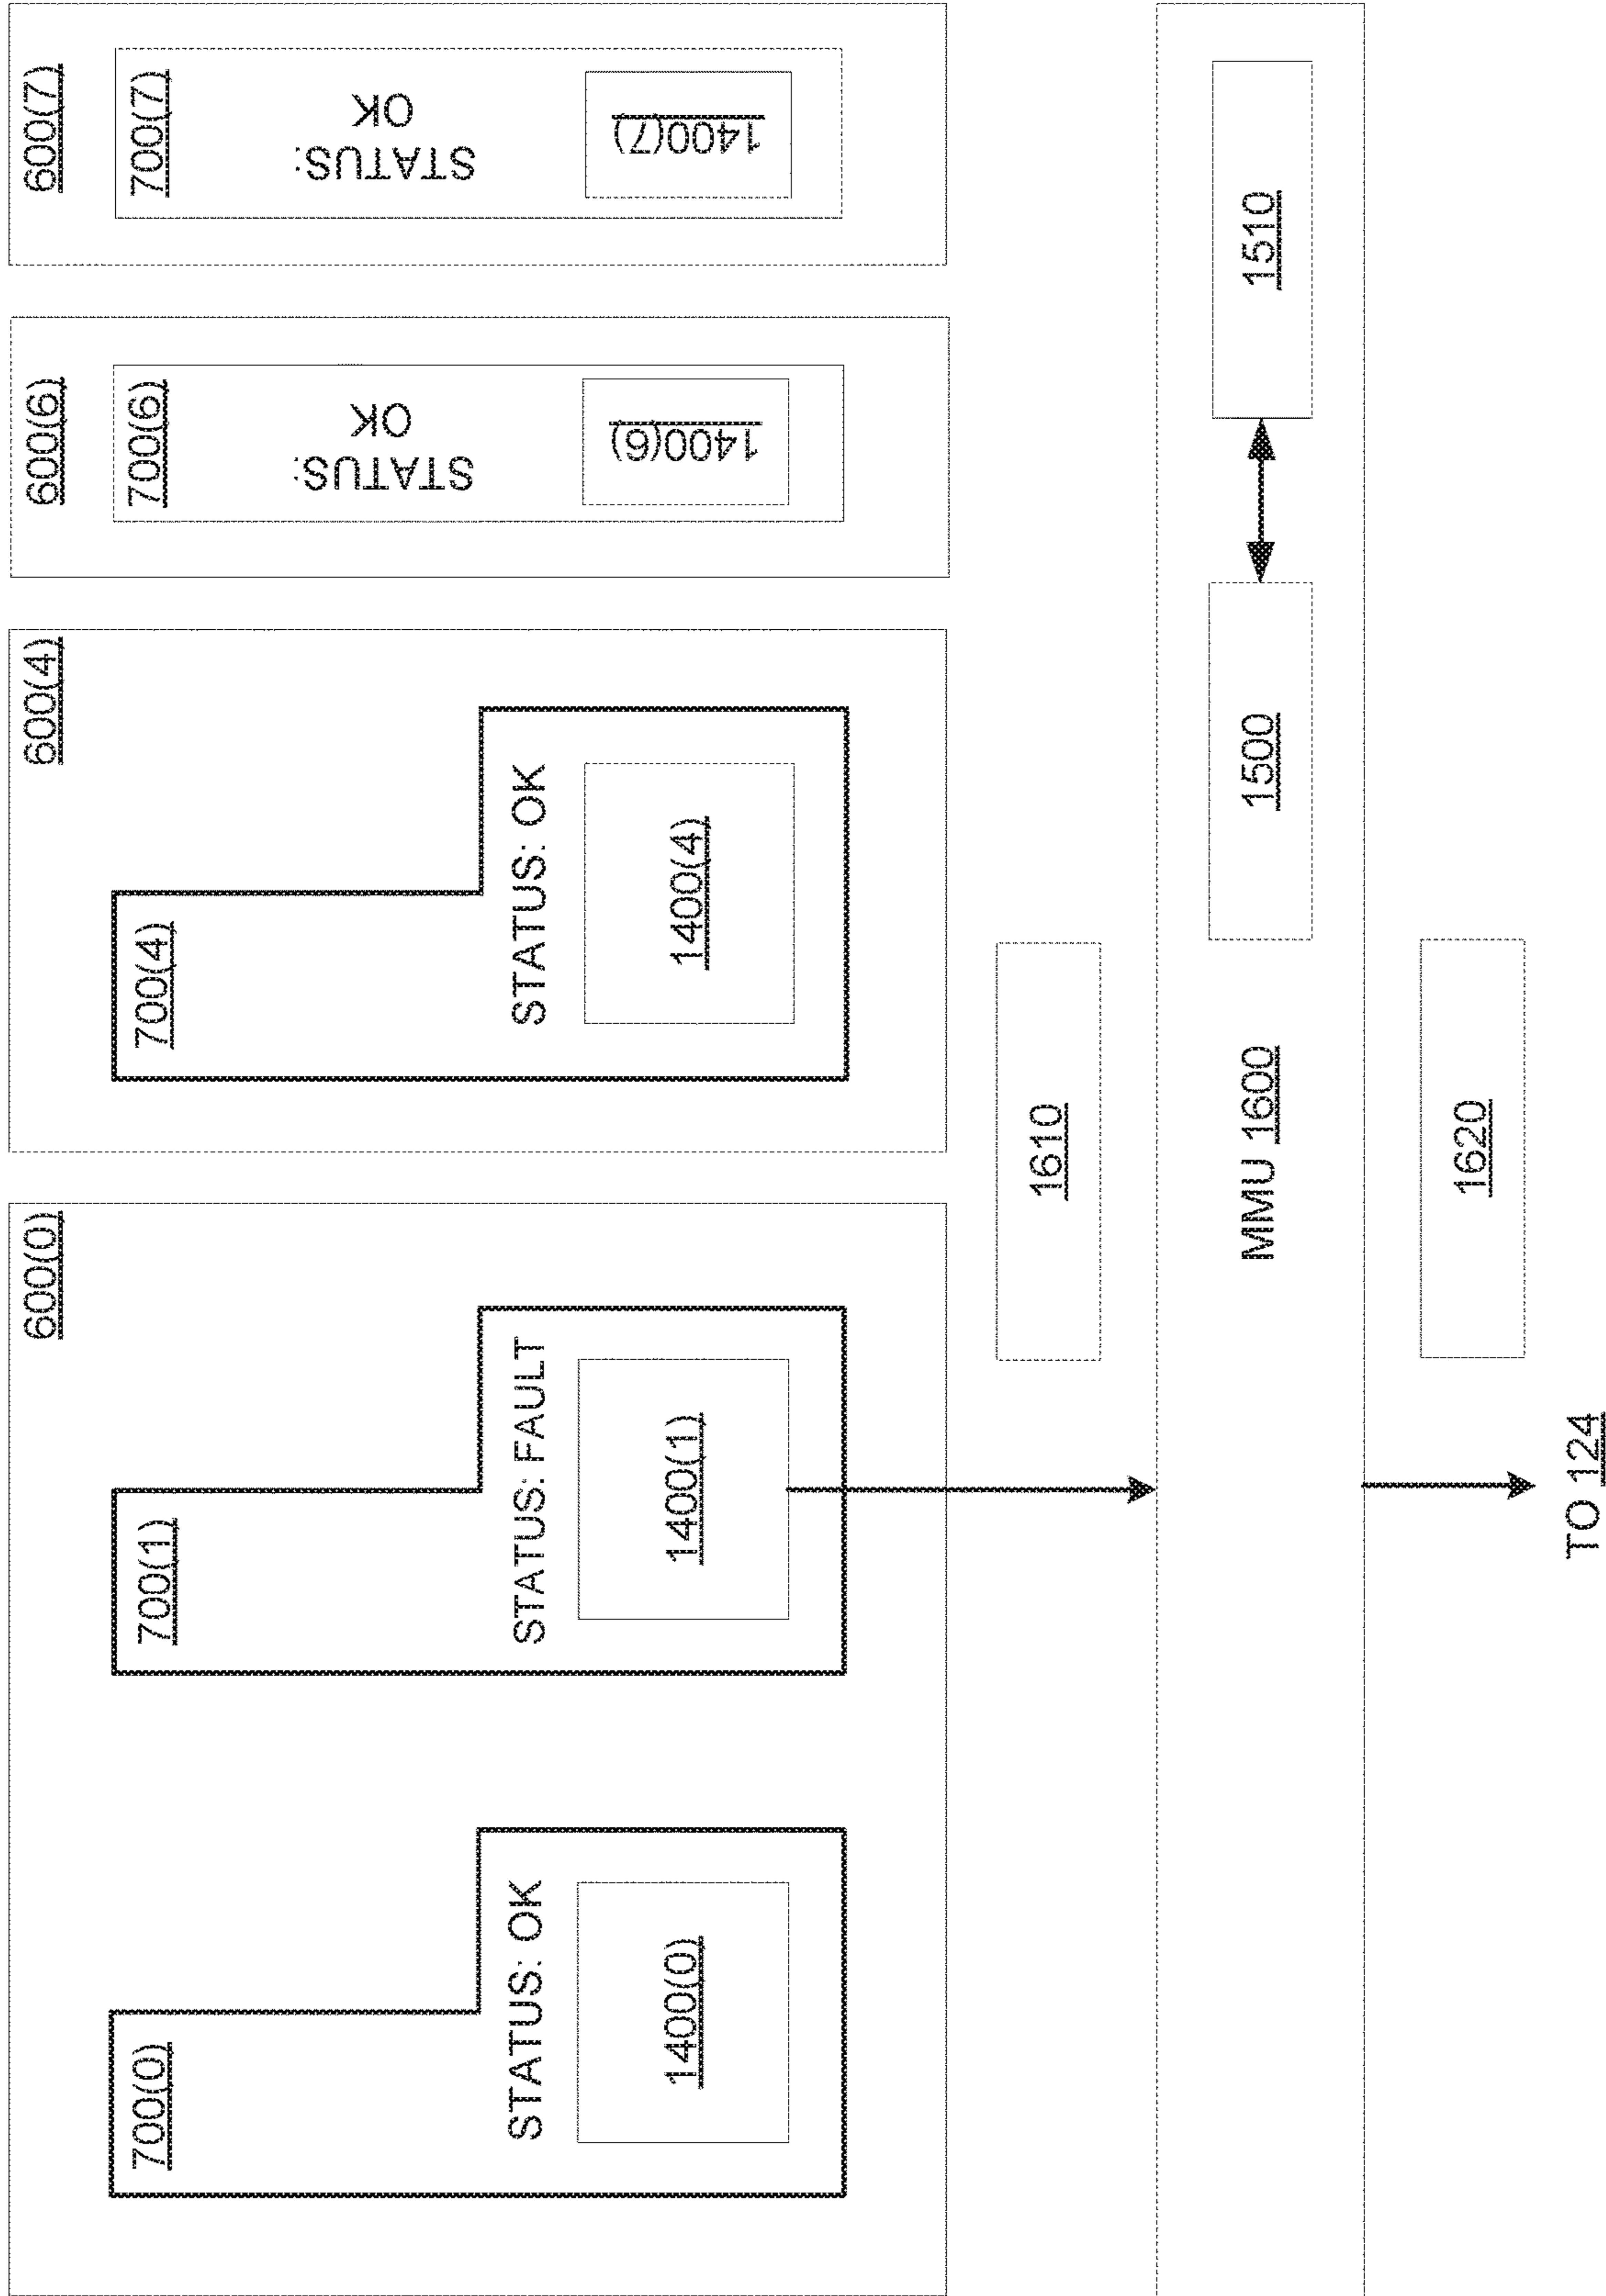 600(0)
700(0)
STATUS: OK
1400(0)
700(1)
STATUS: FAULT
1400(1)
600(4)
700(4)
STATUS: OK
1400(4)
600(6)
700(6)
STATUS:
OK
1400(6)
600(7)
700(7)
STATUS:
OK
1400(7)
1610
MMU 1600
1500
1510
1620
TO 124